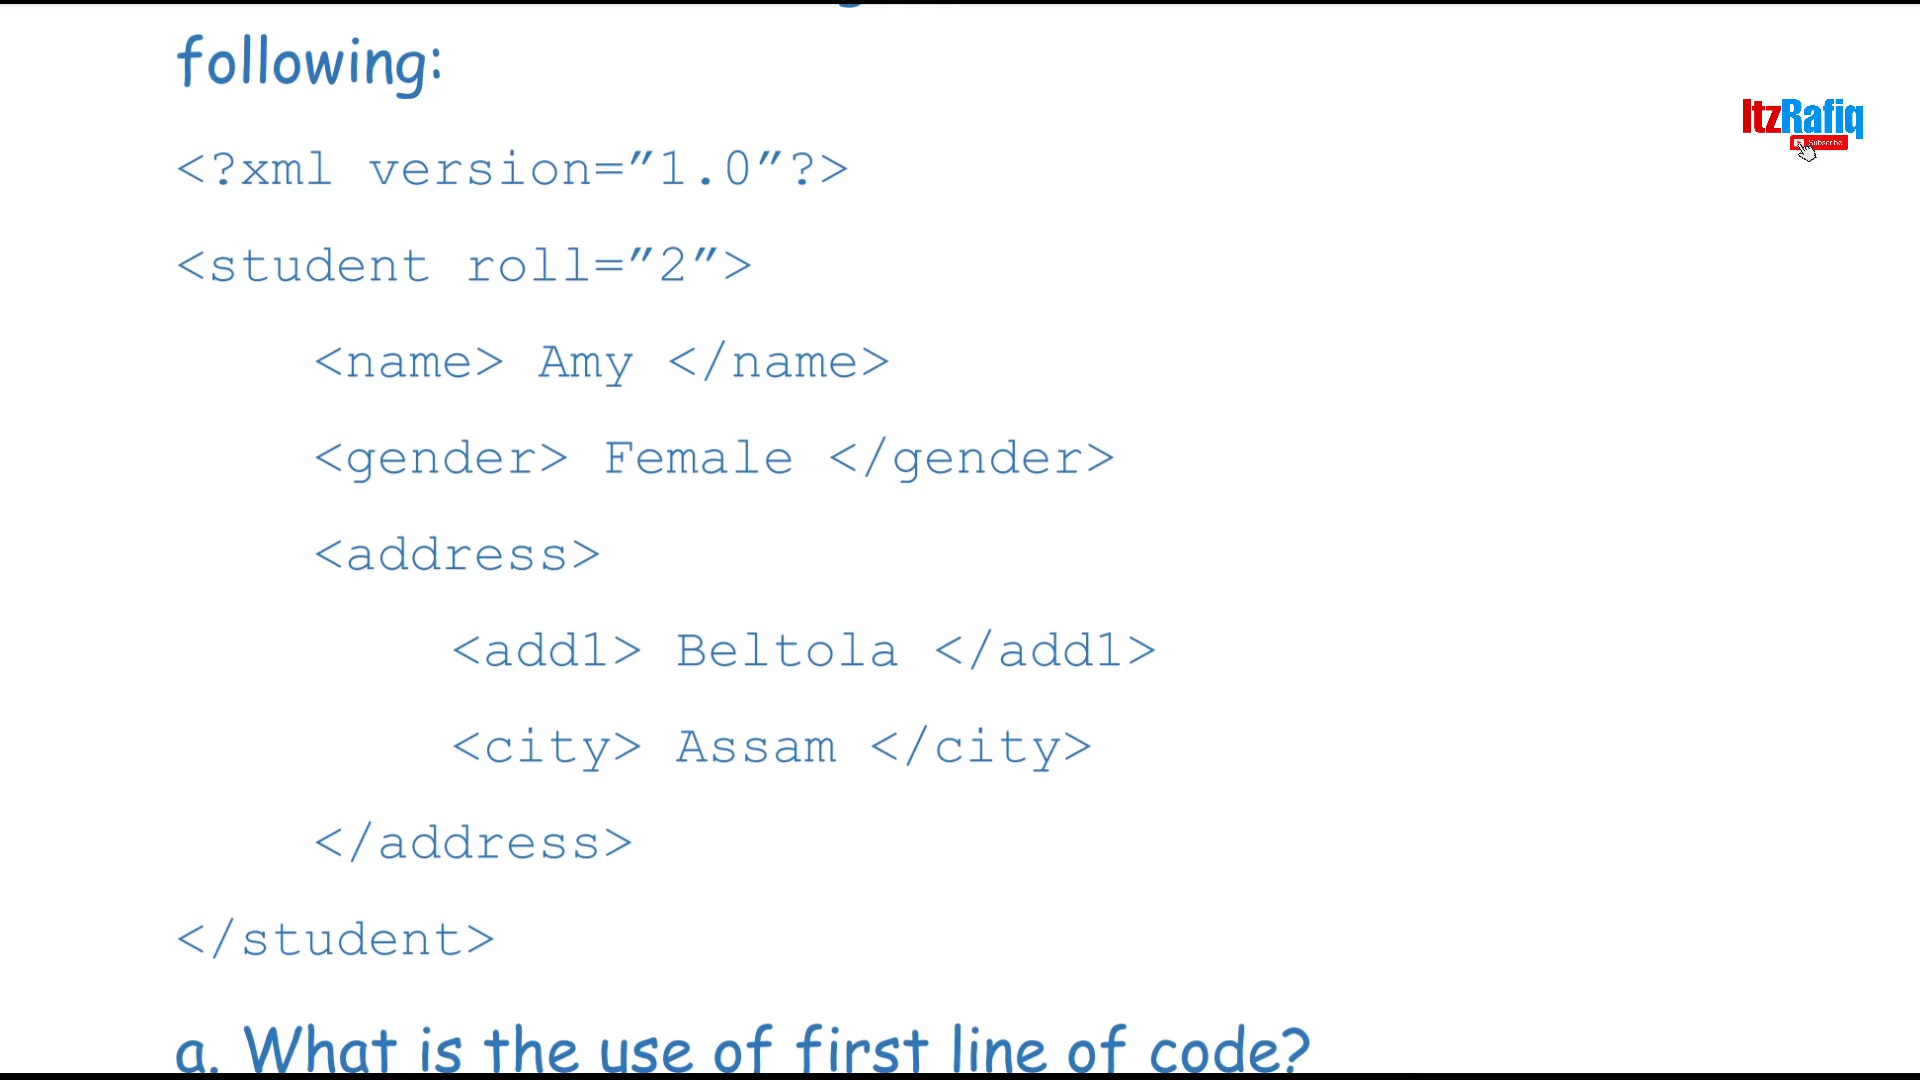 following:
ItzRafiq
Subscribe
<?xml version=”1.0”?>
<student roll=”2”>
<name> Amy </name>
<gender> Female </gender>
<address>
<add1> Beltola </add1>
<city> Assam </city>
</address>
</student>
a. What is the use of first line of code?